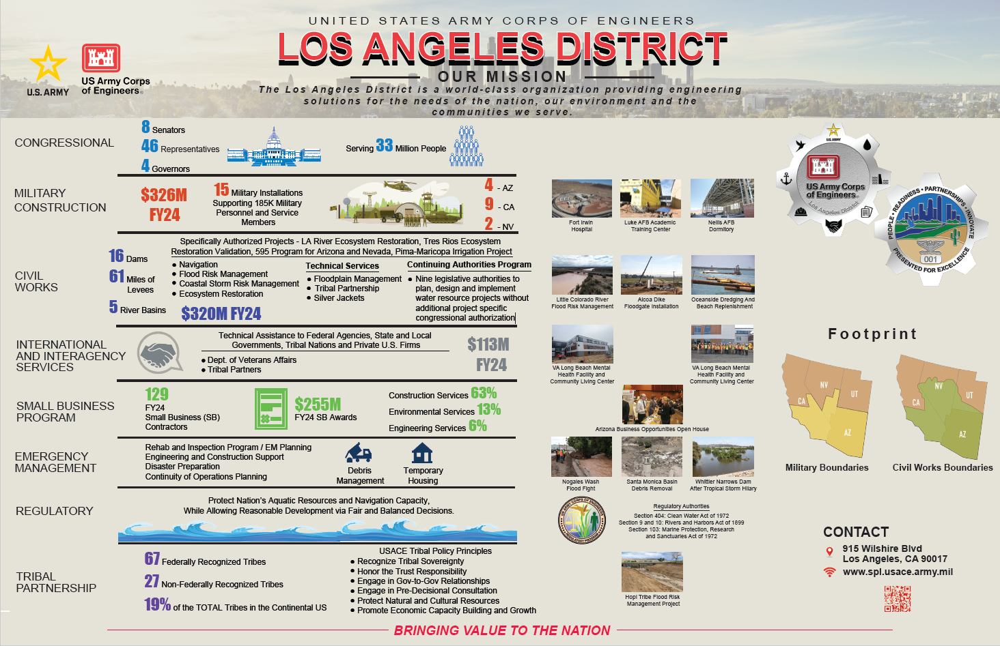 UNITED STATES ARMY CORPS OF ENGINEERS
LOS ANGELES DISTRICT
OUR MISSION
The Los Angeles District is a world-class organization providing engineering
solutions for the needs of the nation, our environment and the
communities we serve.
U.S. ARMY
US Army Corps
of Engineers®
CONGRESSIONAL
8 Senators
46 Representatives
4 Governors
Serving 33 Million People
MILITARY
CONSTRUCTION
$326M
FY24
15 Military Installations
Supporting 185K Military
Personnel and Service
Members
4 - AZ
9 - CA
2 - NV
Fort Irwin
Hospital
Luke AFB Academic
Training Center
Nellis AFB
Dormitory
CIVIL
WORKS
16 Dams
61 Miles of
Levees
5 River Basins
Specifically Authorized Projects - LA River Ecosystem Restoration, Tres Rios Ecosystem
Restoration Validation, 595 Program for Arizona and Nevada, Pima-Maricopa Irrigation Project
● Navigation
● Flood Risk Management
● Coastal Storm Risk Management
● Ecosystem Restoration
$320M FY24
Technical Services
● Floodplain Management
● Tribal Partnership
● Silver Jackets
Continuing Authorities Program
● Nine legislative authorities to
plan, design and implement
water resource projects without
additional project specific
congressional authorization
Little Colorado River
Flood Risk Management
Alcoa Dike
Floodgate Installation
Oceanside Dredging And
Beach Replenishment
INTERNATIONAL
AND INTERAGENCY
SERVICES
Technical Assistance to Federal Agencies, State and Local
Governments, Tribal Nations and Private U.S. Firms
● Dept. of Veterans Affairs
● Tribal Partners
$113M
FY24
VA Long Beach Mental
Health Facility and
Community Living Center
VA Long Beach Mental
Health Facility and
Community Living Center
SMALL BUSINESS
PROGRAM
129
FY24
Small Business (SB)
Contractors
$255M
FY24 SB Awards
Construction Services 63%
Environmental Services 13%
Engineering Services 6%
Arizona Business Opportunities Open House
EMERGENCY
MANAGEMENT
Rehab and Inspection Program / EM Planning
Engineering and Construction Support
Disaster Preparation
Continuity of Operations Planning
Debris
Management
Temporary
Housing
Nogales Wash
Flood Fight
Santa Monica Basin
Debris Removal
Whittier Narrows Dam
After Tropical Storm Hilary
REGULATORY
Protect Nation's Aquatic Resources and Navigation Capacity,
While Allowing Reasonable Development via Fair and Balanced Decisions.
US ARMY CORPS OF ENGINEERS
REGULATORY PROGRAM
Regulatory Authorities
Section 404: Clean Water Act of 1972
Section 9 and 10: Rivers and Harbors Act of 1899
Section 103: Marine Protection, Research
and Sanctuaries Act of 1972
TRIBAL
PARTNERSHIP
67 Federally Recognized Tribes
27 Non-Federally Recognized Tribes
19% of the TOTAL Tribes in the Continental US
USACE Tribal Policy Principles
● Recognize Tribal Sovereignty
● Honor the Trust Responsibility
● Engage in Gov-to-Gov Relationships
● Engage in Pre-Decisional Consultation
● Protect Natural and Cultural Resources
● Promote Economic Capacity Building and Growth
Hopi Tribe Flood Risk
Management Project
U.S. ARMY
US Army Corps
of Engineers
Los Angeles District
PEOPLE • READINESS • PARTNERSHIPS • INNOVATE
001
PRESENTED FOR EXCELLENCE
Footprint
NV
UT
CA
AZ
Military Boundaries
NV
UT
CA
AZ
Civil Works Boundaries
CONTACT
915 Wilshire Blvd
Los Angeles, CA 90017
www.spl.usace.army.mil
BRINGING VALUE TO THE NATION